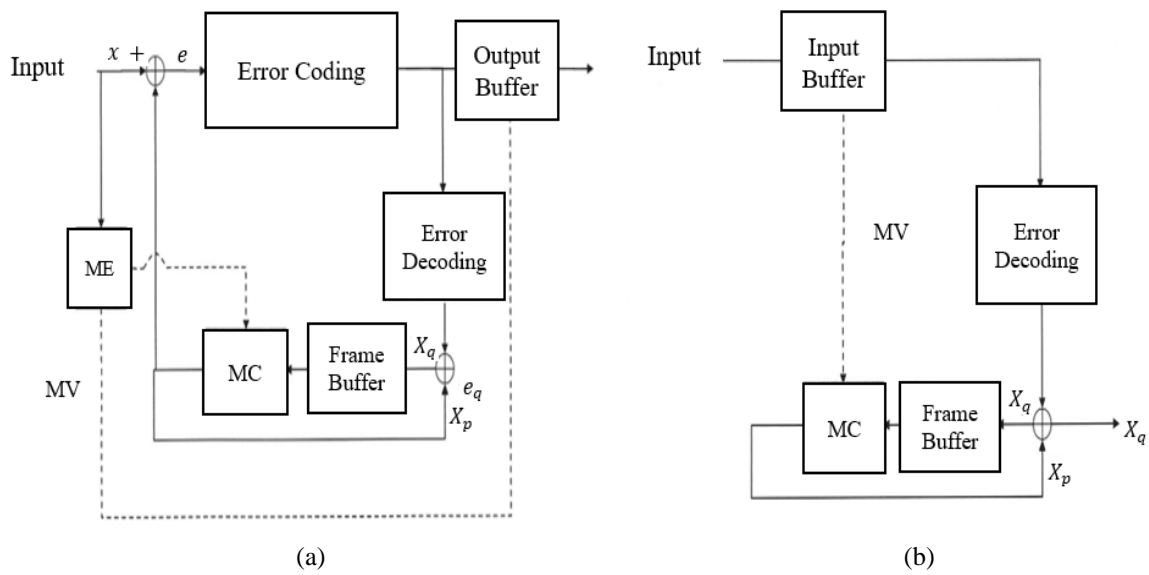 Input
x +
e
Error Coding
Output
Buffer
ME
Error
Decoding
MV
MC
Frame
Buffer
X_q
e_q
X_p
(a)
Input
Input
Buffer
MV
Error
Decoding
MC
Frame
Buffer
X_q
X_q
X_p
(b)